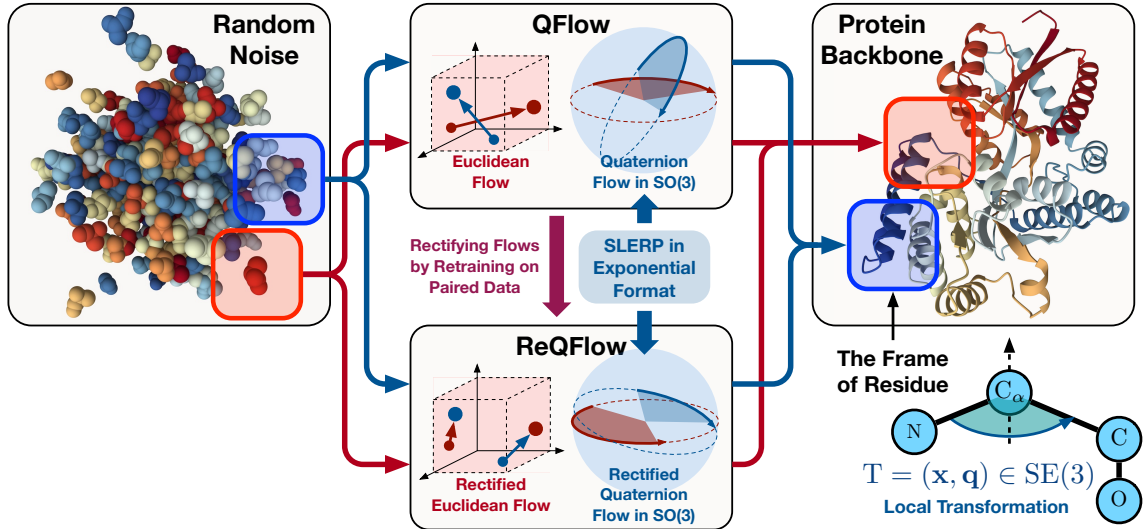 Random
Noise
QFlow
Euclidean
Flow
Quaternion
Flow in SO(3)
Rectifying Flows
by Retraining on
Paired Data
SLERP in
Exponential
Format
ReQFlow
Rectified
Euclidean Flow
Rectified
Quaternion
Flow in SO(3)
Protein
Backbone
The Frame
of Residue
N
Cα
C
O
T = (x, q) ∈ SE(3)
Local Transformation